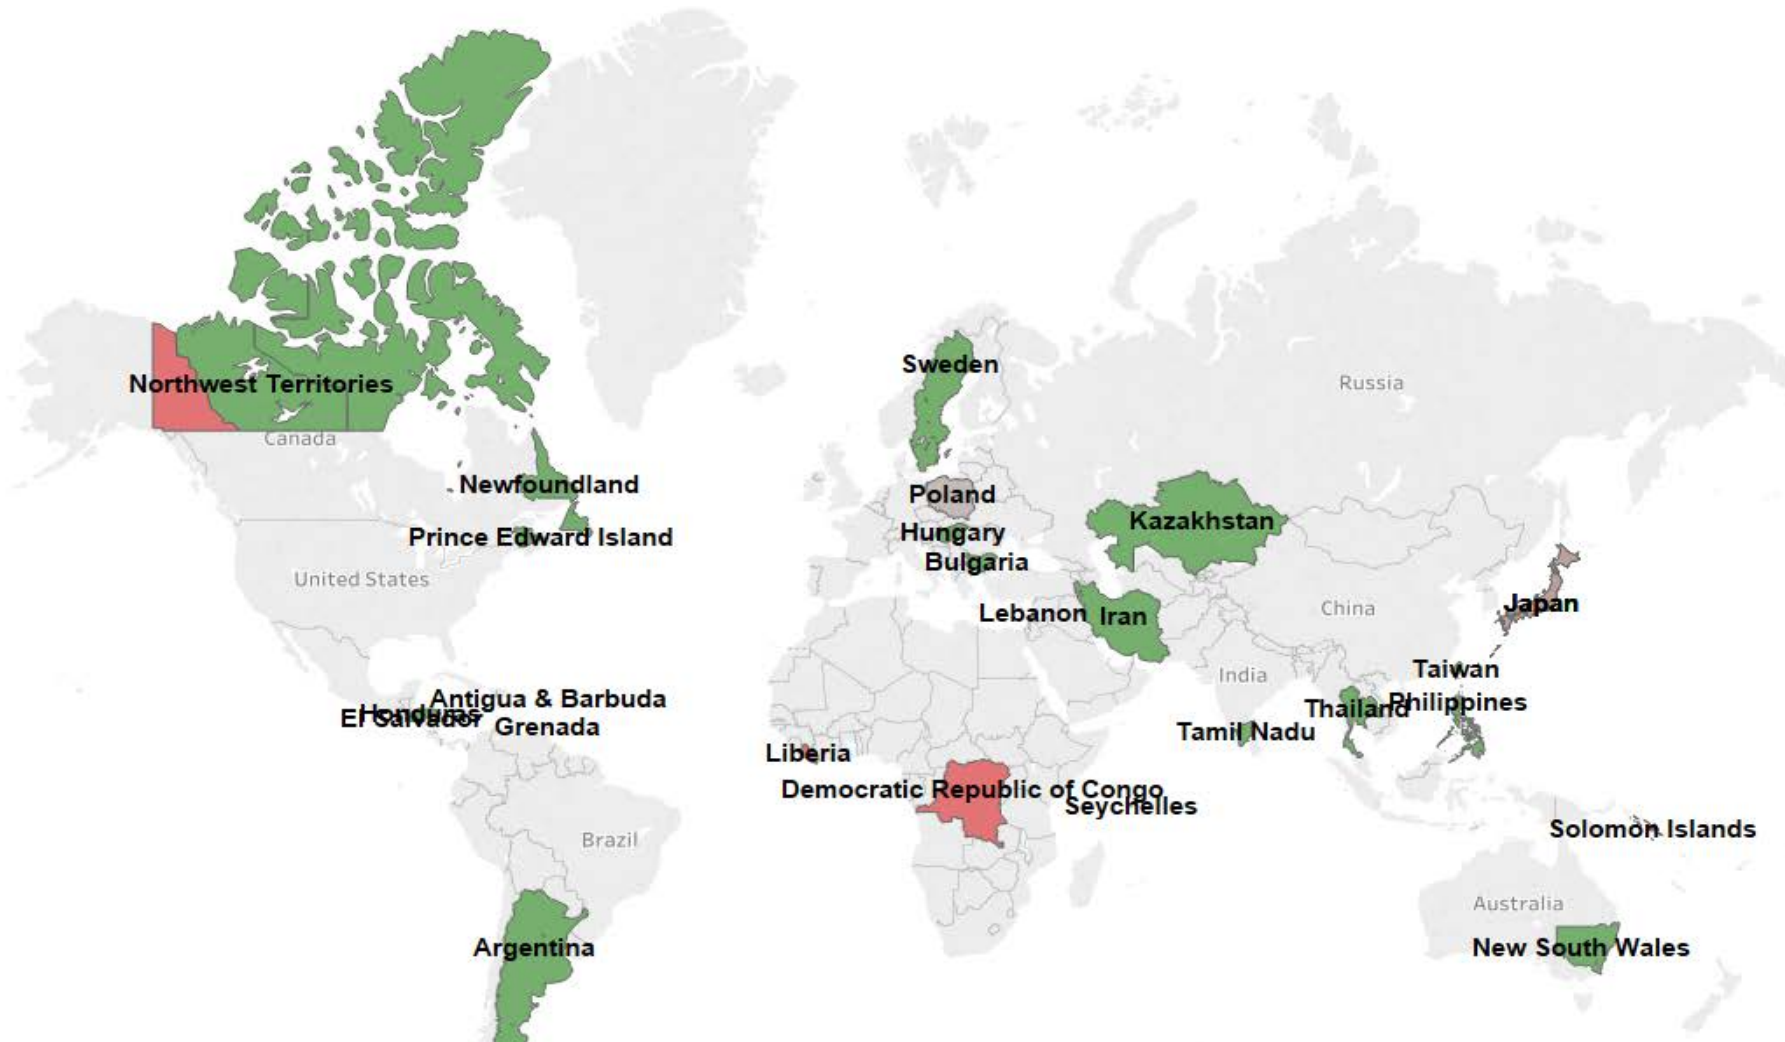 Sweden
Russia
Northwest Territories
Canada
Newfoundland
Poland
Kazakhstan
Hungary
Prince Edward Island
Bulgaria
United States
Japan
China
Lebanon
Iran
Taiwan
India
Antigua & Barbuda
Philippines
Thailand
Honduras
El Salvador
Grenada
Tamil Nadu
Liberia
Democratic Republic of Congo
Seychelles
Solomon Islands
Brazil
Australia
Argentina
New South Wales